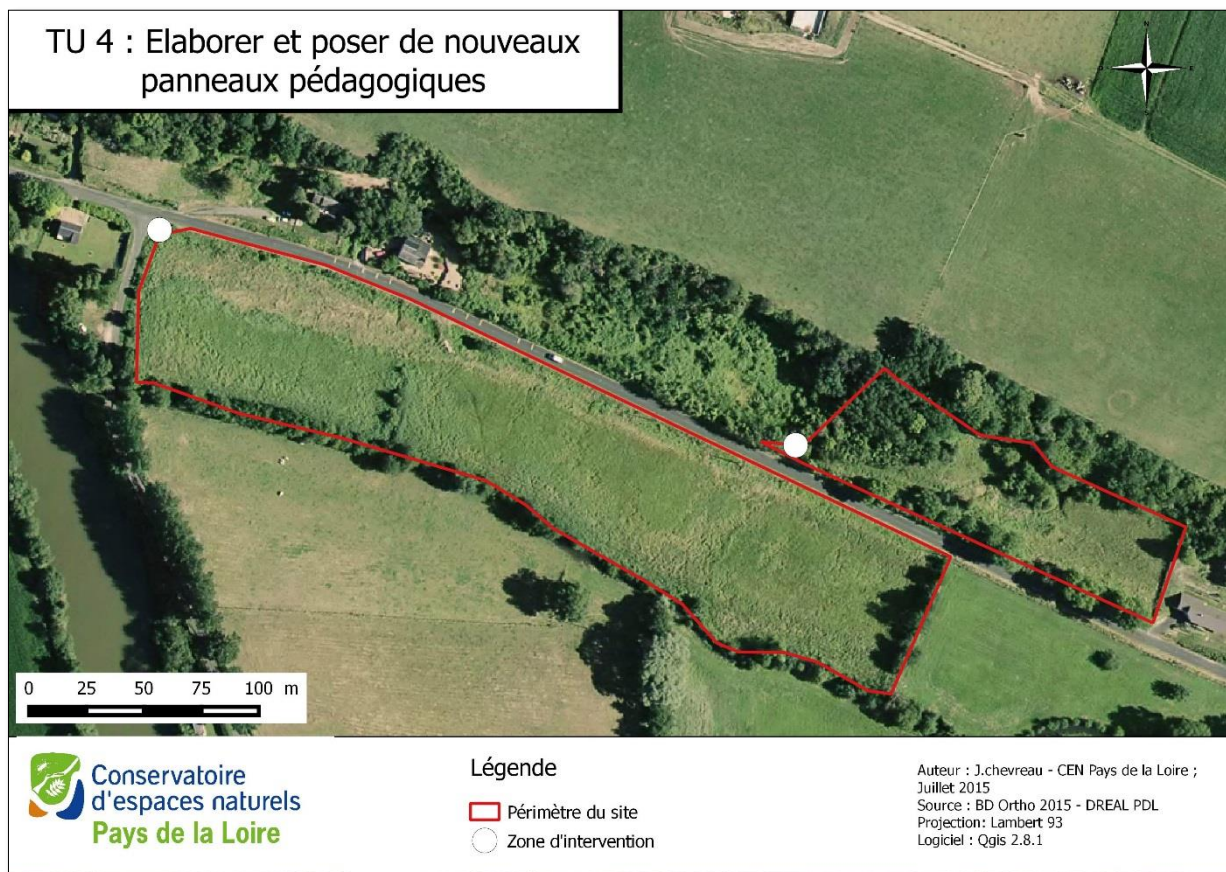 TU 4 : Elaborer et poser de nouveaux
panneaux pédagogiques
N
E
0 25 50 75 100 m
Conservatoire
d'espaces naturels
Pays de la Loire
Légende
Périmètre du site
Zone d'intervention
Auteur : J.chevreau - CEN Pays de la Loire ;
Juillet 2015
Source : BD Ortho 2015 - DREAL PDL
Projection: Lambert 93
Logiciel : Qgis 2.8.1